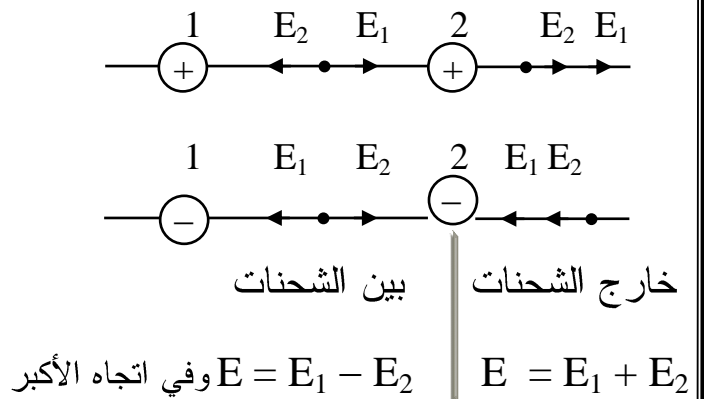 1 E₂ E₁ 2 E₂ E₁
+ +
1 E₁ E₂ 2 E₁ E₂
− −
خارج الشحنات بين الشحنات
E = E₁ + E₂ E = E₁ − E₂ وفي اتجاه الأكبر